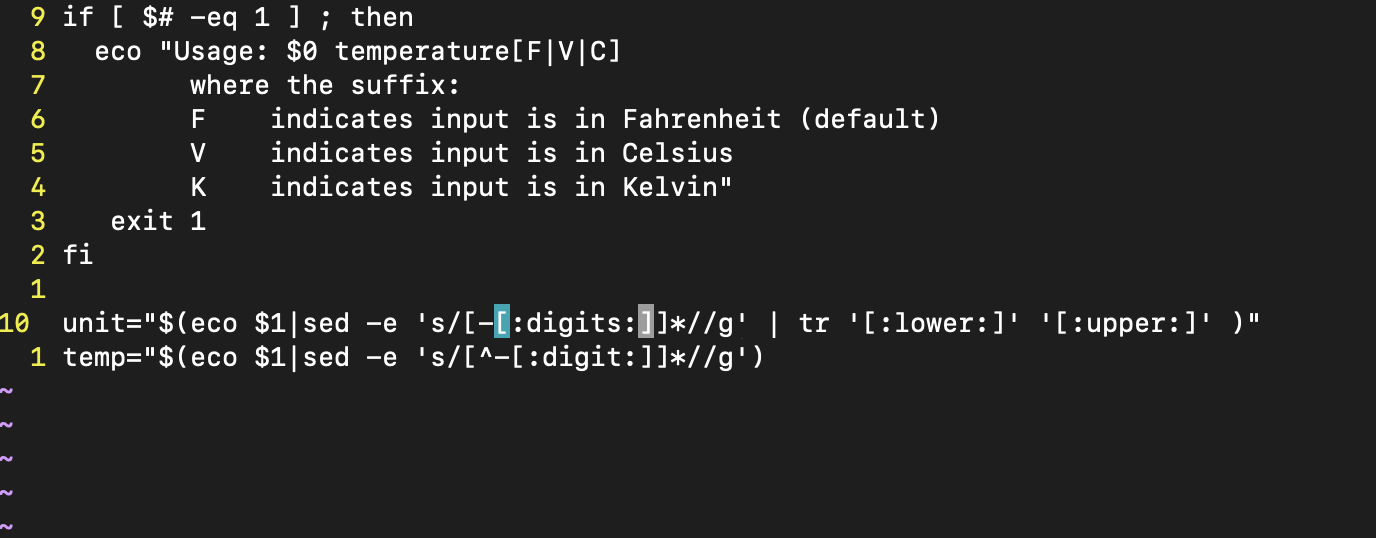 9 if [ $# -eq 1 ] ; then
8   eco "Usage: $0 temperature[F|V|C]
7         where the suffix:
6         F    indicates input is in Fahrenheit (default)
5         V    indicates input is in Celsius
4         K    indicates input is in Kelvin"
3    exit 1
2 fi
1
10  unit="$(eco $1|sed -e 's/[-[:digits:]]*//g' | tr '[:lower:]' '[:upper:]' )"
1 temp="$(eco $1|sed -e 's/[^-[:digit:]]*//g')
~
~
~
~
~